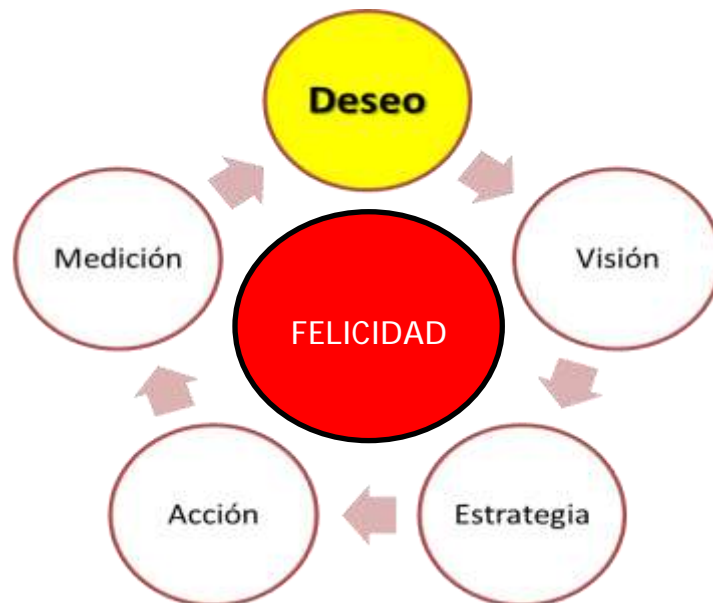 Deseo
Visión
Estrategia
Acción
Medición
FELICIDAD